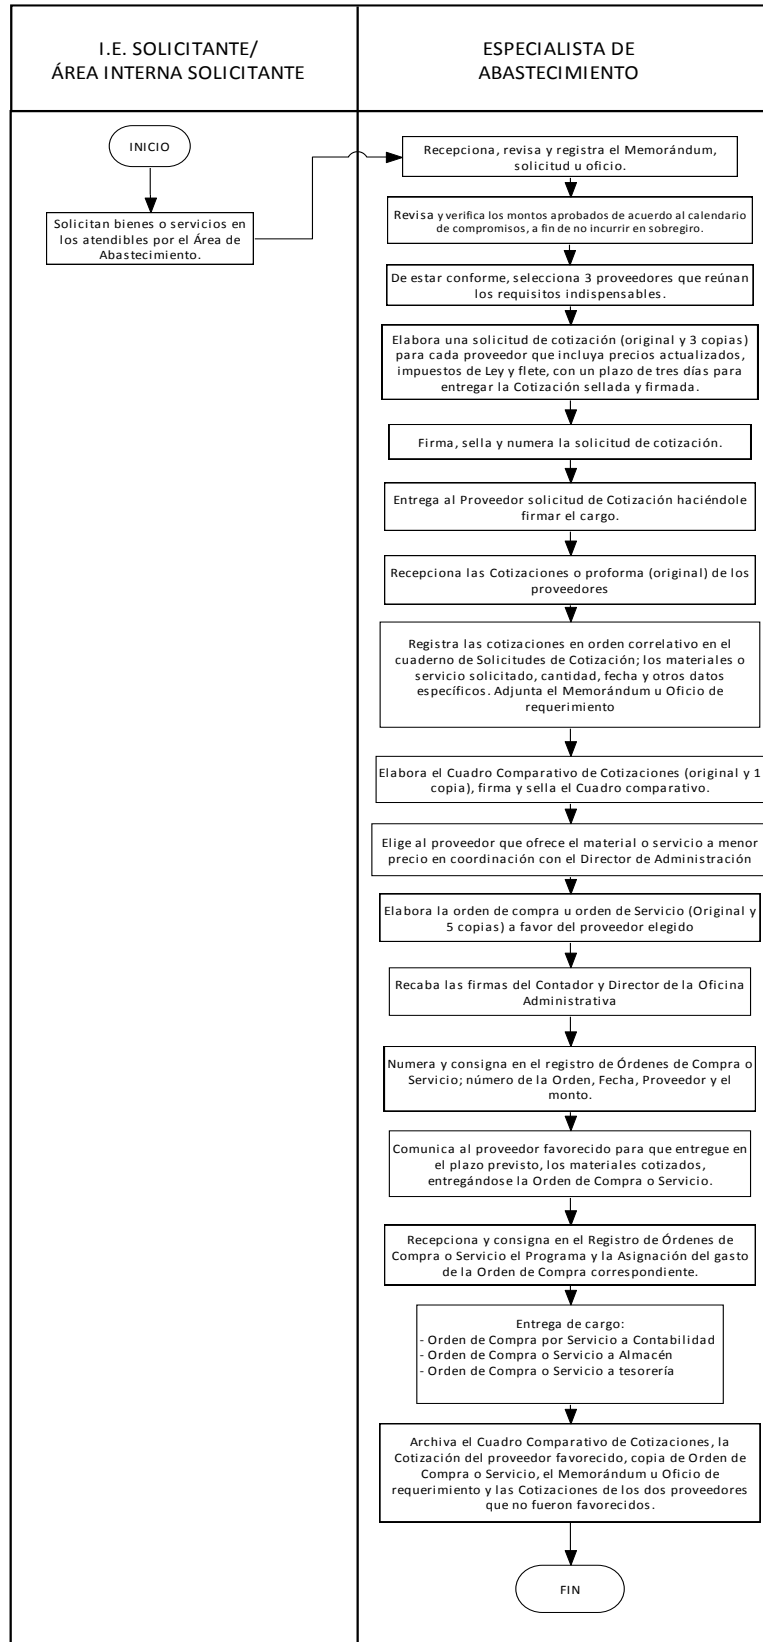 I.E. SOLICITANTE/
ÁREA INTERNA SOLICITANTE
ESPECIALISTA DE
ABASTECIMIENTO
INICIO
Solicitan bienes o servicios en
los atendibles por el Área de
Abastecimiento.
Recepciona, revisa y registra el Memorándum,
solicitud u oficio.
Revisa y verifica los montos aprobados de acuerdo al calendario
de compromisos, a fin de no incurrir en sobregiro.
De estar conforme, selecciona 3 proveedores que reúnan
los requisitos indispensables.
Elabora una solicitud de cotización (original y 3 copias)
para cada proveedor que incluya precios actualizados,
impuestos de Ley y flete, con un plazo de tres días para
entregar la Cotización sellada y firmada.
Firma, sella y numera la solicitud de cotización.
Entrega al Proveedor solicitud de Cotización haciéndole
firmar el cargo.
Recepciona las Cotizaciones o proforma (original) de los
proveedores
Registra las cotizaciones en orden correlativo en el
cuaderno de Solicitudes de Cotización; los materiales o
servicio solicitado, cantidad, fecha y otros datos
específicos. Adjunta el Memorándum u Oficio de
requerimiento
Elabora el Cuadro Comparativo de Cotizaciones (original y 1
copia), firma y sella el Cuadro comparativo.
Elige al proveedor que ofrece el material o servicio a menor
precio en coordinación con el Director de Administración
Elabora la orden de compra u orden de Servicio (Original y
5 copias) a favor del proveedor elegido
Recaba las firmas del Contador y Director de la Oficina
Administrativa
Numera y consigna en el registro de Órdenes de Compra o
Servicio; número de la Orden, Fecha, Proveedor y el
monto.
Comunica al proveedor favorecido para que entregue en
el plazo previsto, los materiales cotizados,
entregándose la Orden de Compra o Servicio.
Recepciona y consigna en el Registro de Órdenes de
Compra o Servicio el Programa y la Asignación del gasto
de la Orden de Compra correspondiente.
Entrega de cargo:
- Orden de Compra por Servicio a Contabilidad
- Orden de Compra o Servicio a Almacén
- Orden de Compra o Servicio a tesorería
Archiva el Cuadro Comparativo de Cotizaciones, la
Cotización del proveedor favorecido, copia de Orden de
Compra o Servicio, el Memorándum u Oficio de
requerimiento y las Cotizaciones de los dos proveedores
que no fueron favorecidos.
FIN